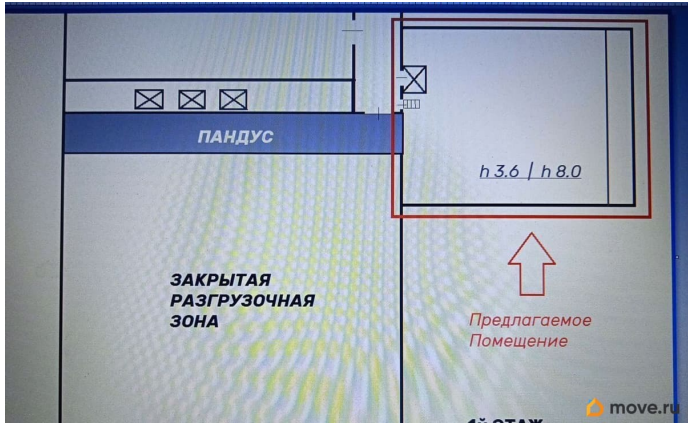 ПАНДУС
h 3.6 | h 8.0
ЗАКРЫТАЯ
РАЗГРУЗОЧНАЯ
ЗОНА
Предлагаемое
Помещение
move.ru